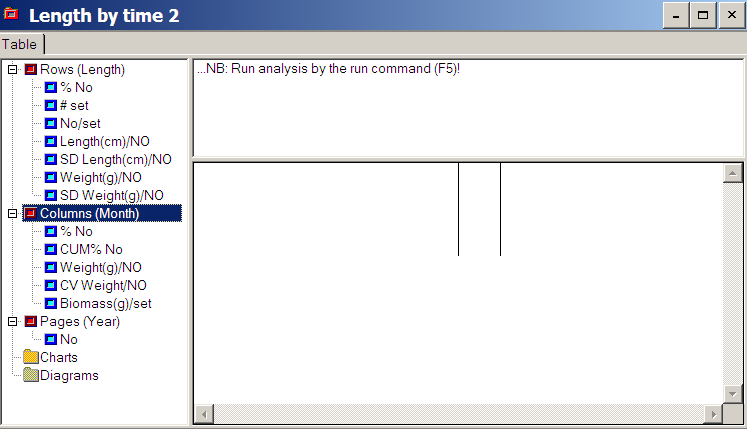 Length by time 2
Table
Rows (Length)
% No
# set
No/set
Length(cm)/NO
SD Length(cm)/NO
Weight(g)/NO
SD Weight(g)/NO
Columns (Month)
% No
CUM% No
Weight(g)/NO
CV Weight/NO
Biomass(g)/set
Pages (Year)
No
Charts
Diagrams
...NB: Run analysis by the run command (F5)!